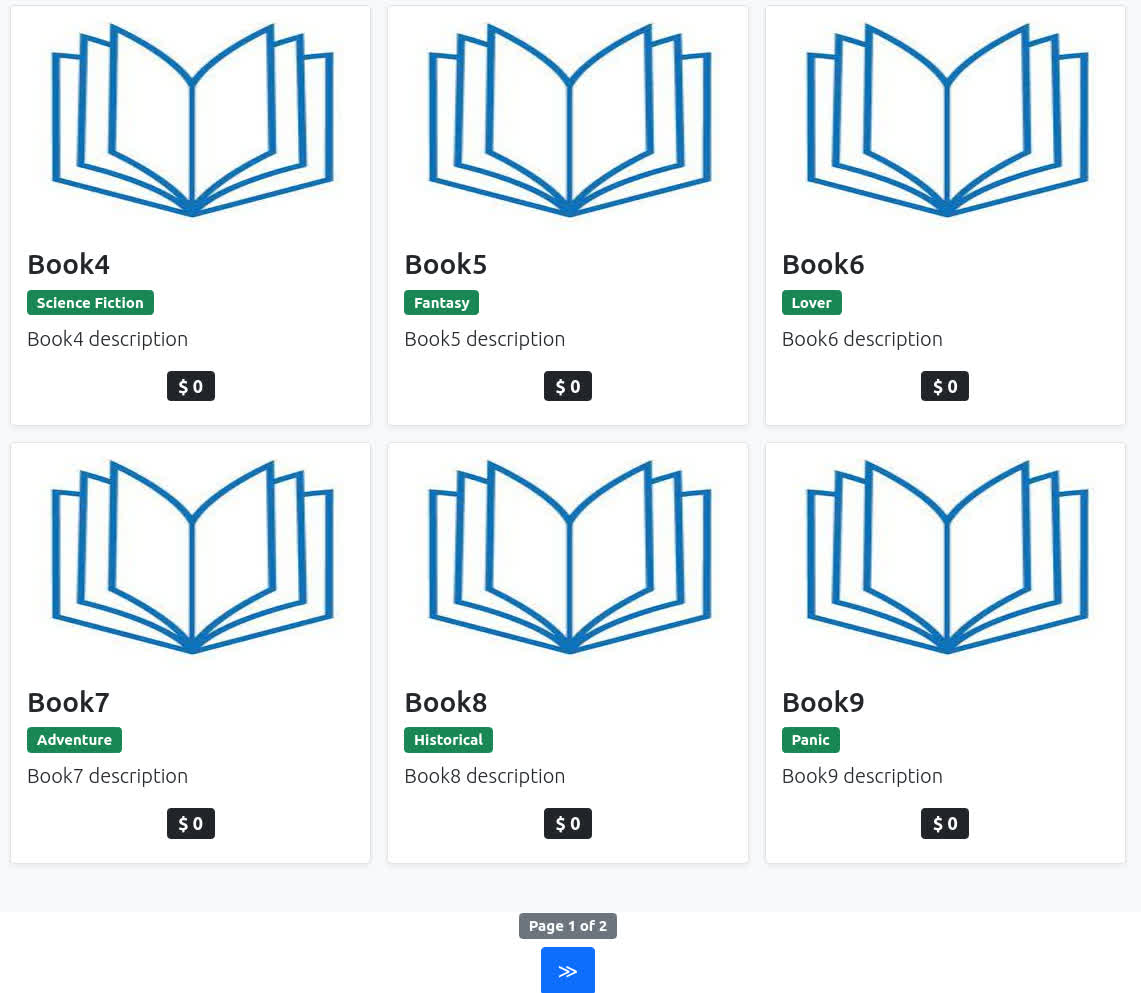 Book4
Science Fiction
Book4 description
$ 0
Book5
Fantasy
Book5 description
$ 0
Book6
Lover
Book6 description
$ 0
Book7
Adventure
Book7 description
$ 0
Book8
Historical
Book8 description
$ 0
Book9
Panic
Book9 description
$ 0
Page 1 of 2
≫